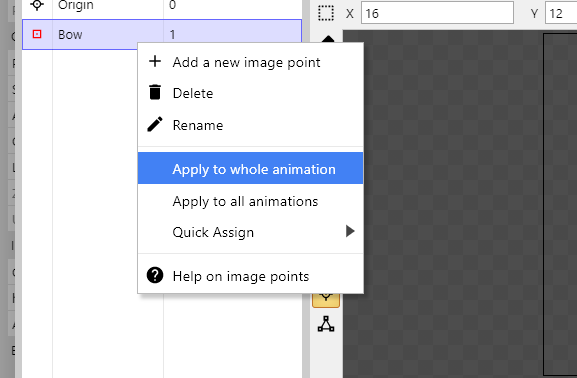 Origin 0
X 16 Y 12
Bow 1
Add a new image point
Delete
Rename
Apply to whole animation
Apply to all animations
Quick Assign
Help on image points